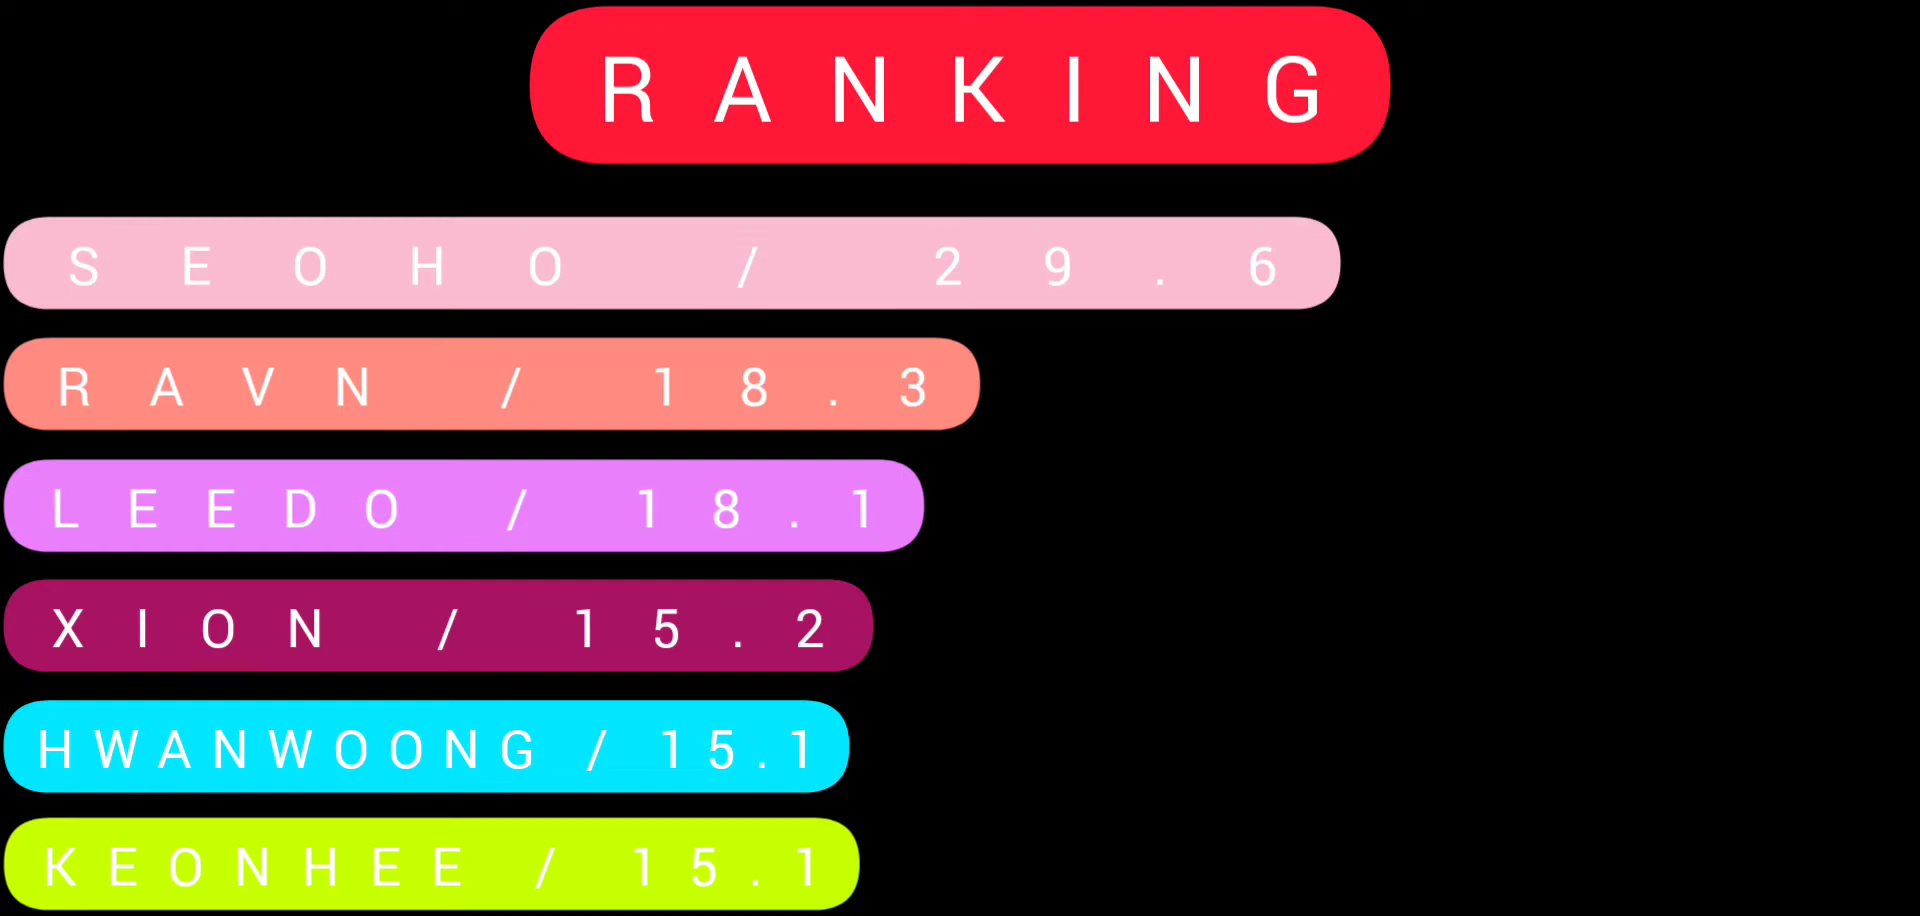 RANKING
SEOHO / 29.6
RAVN / 18.3
LEEDO / 18.1
XION / 15.2
HWANWOONG / 15.1
KEONHEE / 15.1